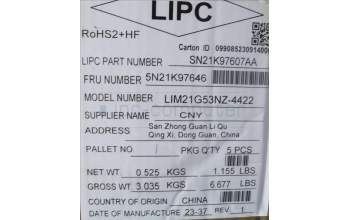 LIPC
RoHS2+HF
Carton ID
LIPC PART NUMBER SN21K97607AA
FRU NUMBER 5N21K97646
MODEL NUMBER LIM21G53NZ-4422
SUPPLIER NAME CNY
ADDRESS San Zhong Guan Li Qu
Qing Xi, Dong Guan, China
PALLET NO PKG Q'TY 5 PCS
NET WT 0.525 KGS 1.155 LBS
GROSS WT 3.035 KGS 6.677 LBS
COUNTRY OF ORIGIN CHINA
DATE OF MANUFACTURE 23-37 REV 1